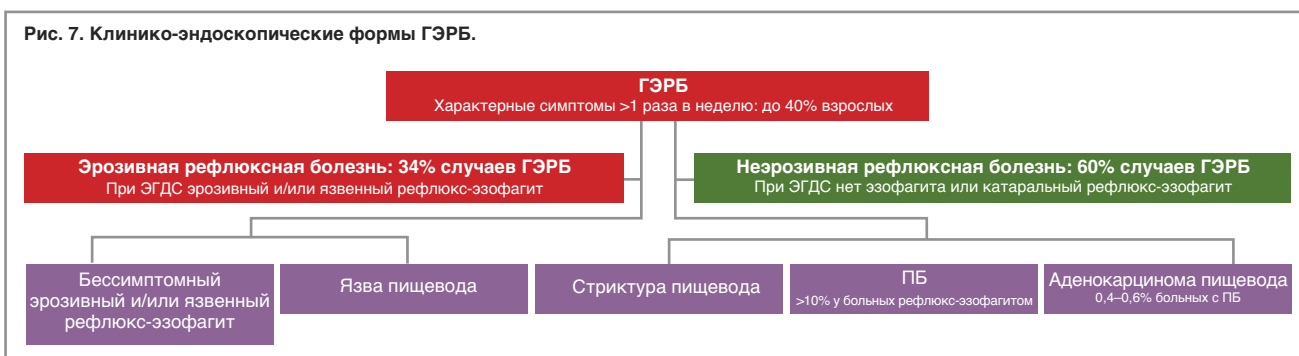 Рис. 7. Клинико-эндоскопические формы ГЭРБ.
ГЭРБ
Характерные симптомы >1 раза в неделю: до 40% взрослых
Эрозивная рефлюксная болезнь: 34% случаев ГЭРБ
При ЭГДС эрозивный и/или язвенный рефлюкс-эзофагит
Неэрозивная рефлюксная болезнь: 60% случаев ГЭРБ
При ЭГДС нет эзофагита или катаральный рефлюкс-эзофагит
Бессимптомный
эрозивный и/или язвенный
рефлюкс-эзофагит
Язва пищевода
Стриктура пищевода
ПБ
>10% у больных рефлюкс-эзофагитом
Аденокарцинома пищевода
0,4–0,6% больных с ПБ